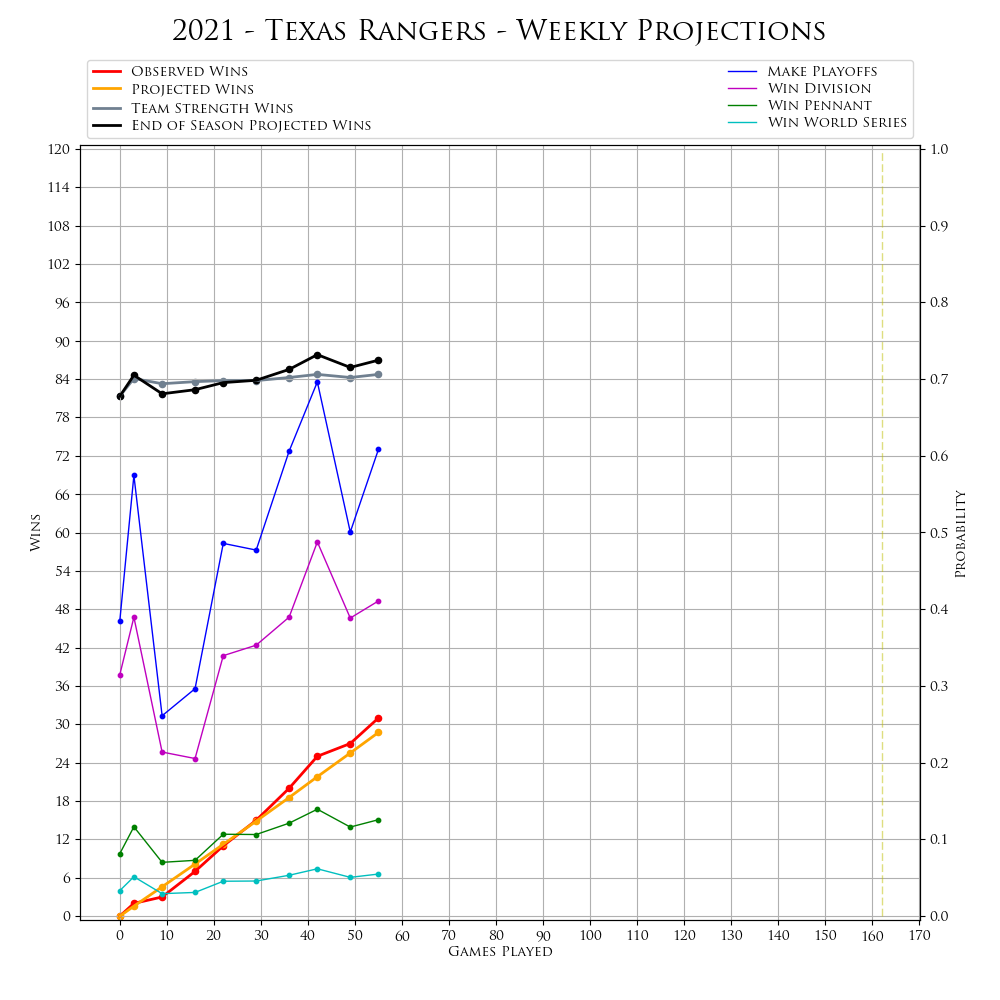 2021 - Texas Rangers - Weekly Projections
Observed Wins
Projected Wins
Team Strength Wins
End of Season Projected Wins
Make Playoffs
Win Division
Win Pennant
Win World Series
120
114
108
102
96
90
84
78
72
66
60
54
48
42
36
30
24
18
12
6
0
Wins
1.0
0.9
0.8
0.7
0.6
0.5
0.4
0.3
0.2
0.1
0.0
Probability
0 10 20 30 40 50 60 70 80 90 100 110 120 130 140 150 160 170
Games Played